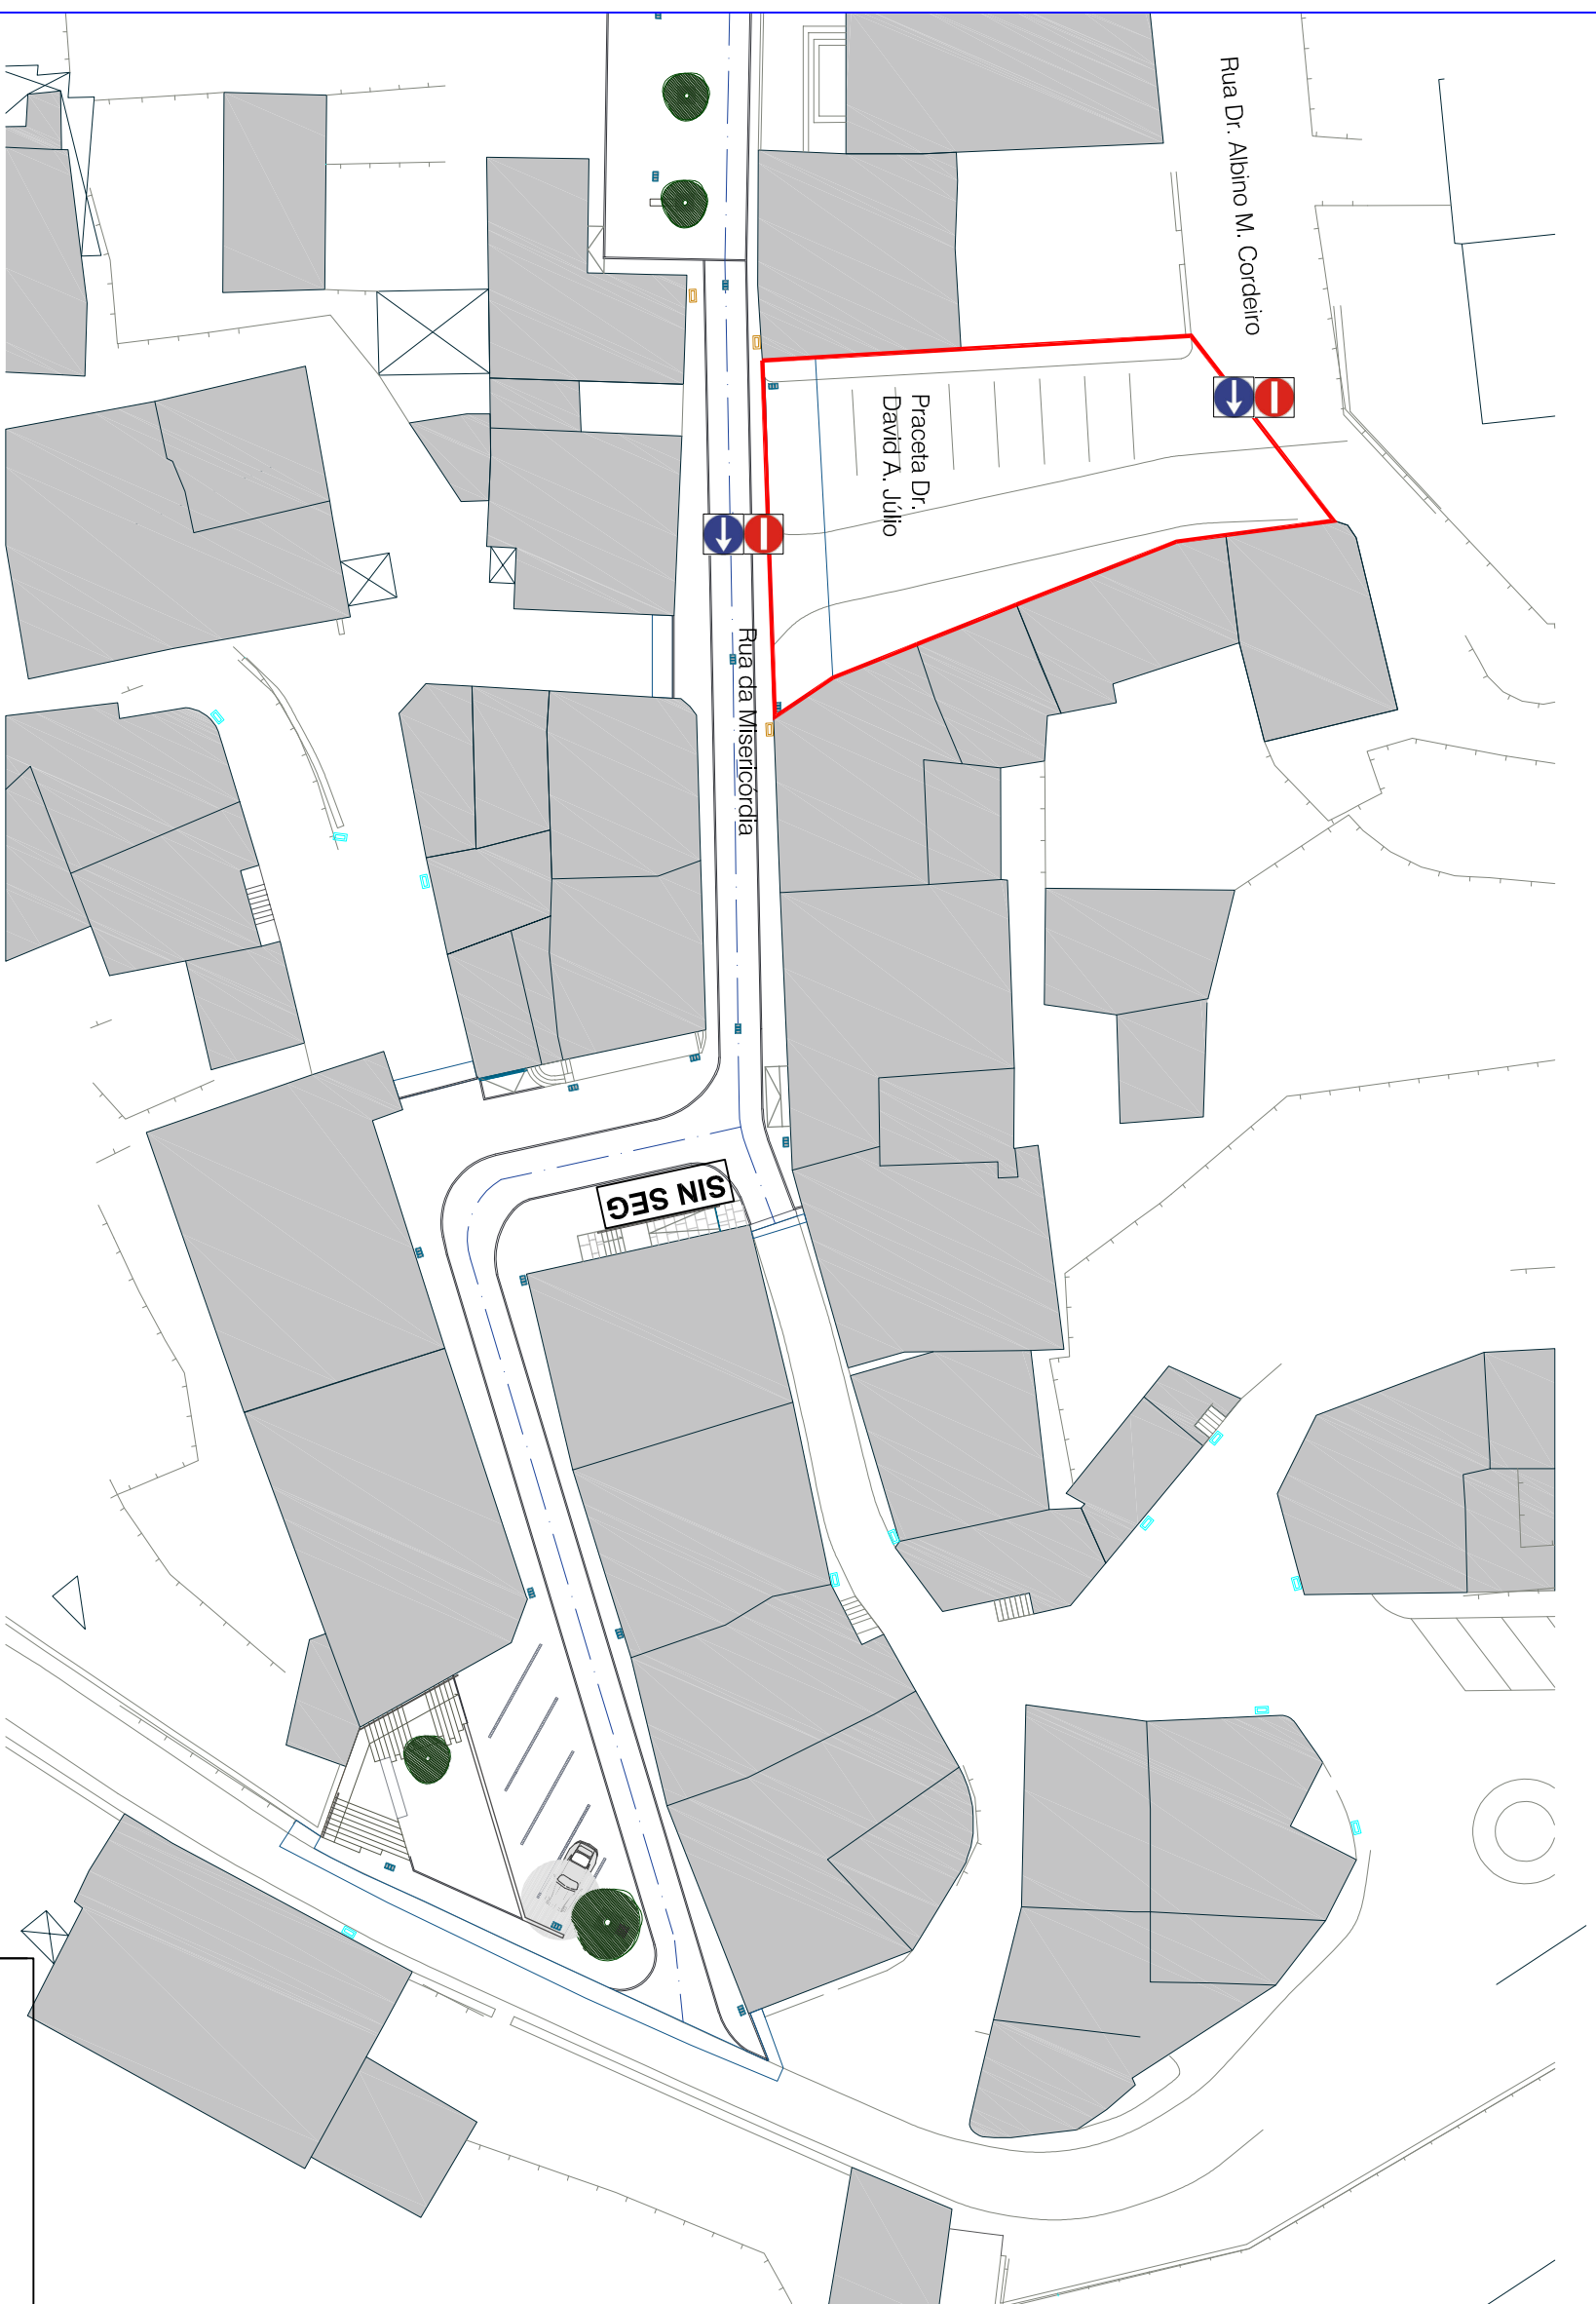 Rua Dr. Albino M. Cordeiro
Praceta Dr.
David A. Júlio
Rua da Misericórdia
SIN SEG